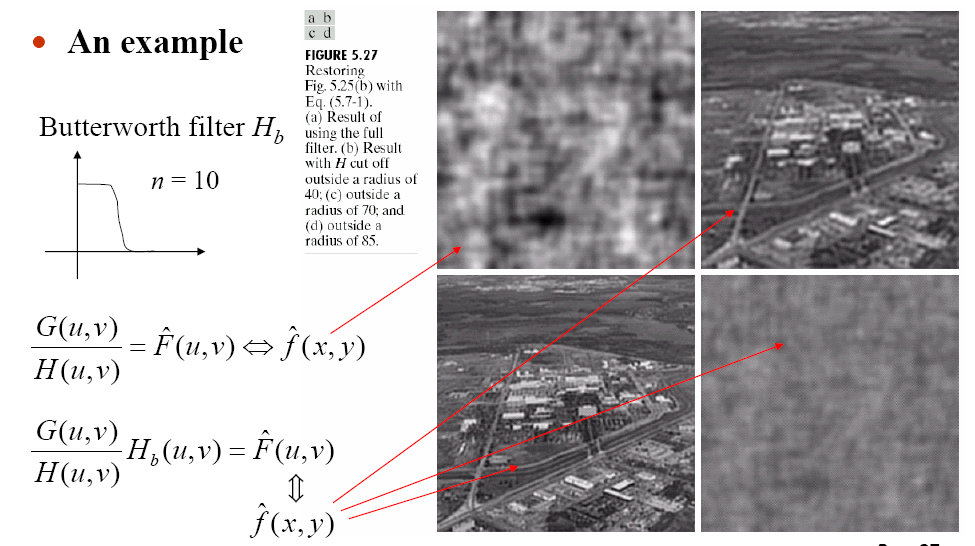 • An example
Butterworth filter H_b
n = 10
a b
c d
FIGURE 5.27
Restoring
Fig. 5.25(b) with
Eq. (5.7-1).
(a) Result of
using the full
filter. (b) Result
with H cut off
outside a radius of
40; (c) outside a
radius of 70; and
(d) outside a
radius of 85.
G(u,v)/H(u,v) = F̂(u,v) ⇔ f̂(x,y)
G(u,v)/H(u,v) H_b(u,v) = F̂(u,v)
⇕
f̂(x,y)